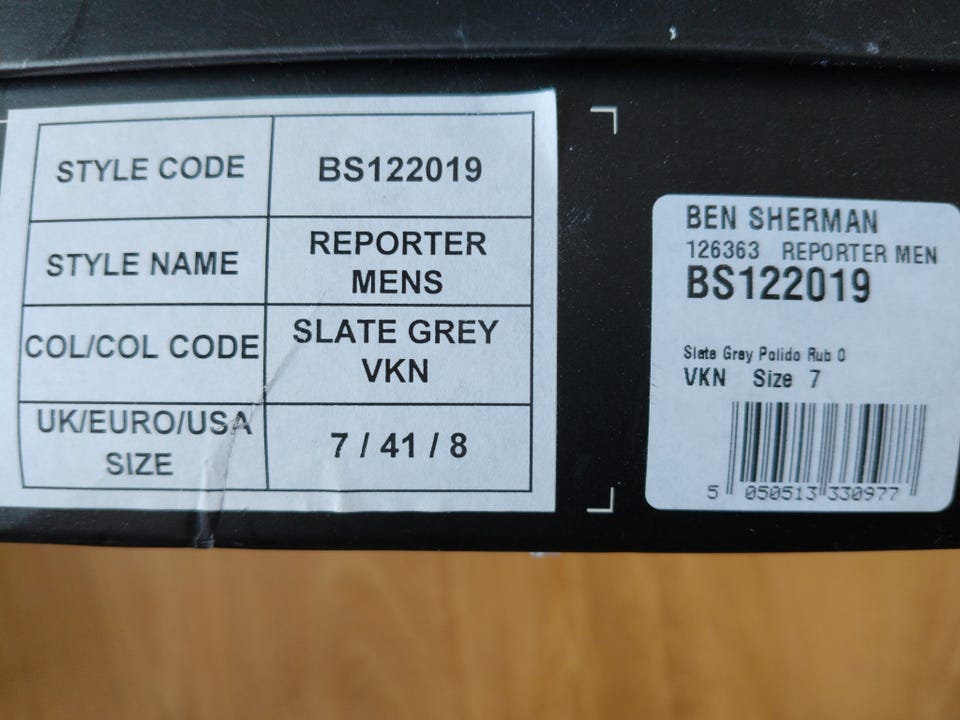 STYLE CODE BS122019
STYLE NAME REPORTER MENS
COL/COL CODE SLATE GREY VKN
UK/EURO/USA SIZE 7 / 41 / 8
BEN SHERMAN
126363 REPORTER MEN
BS122019
Slate Grey Polido Rub O
VKN Size 7
5 050513 330977